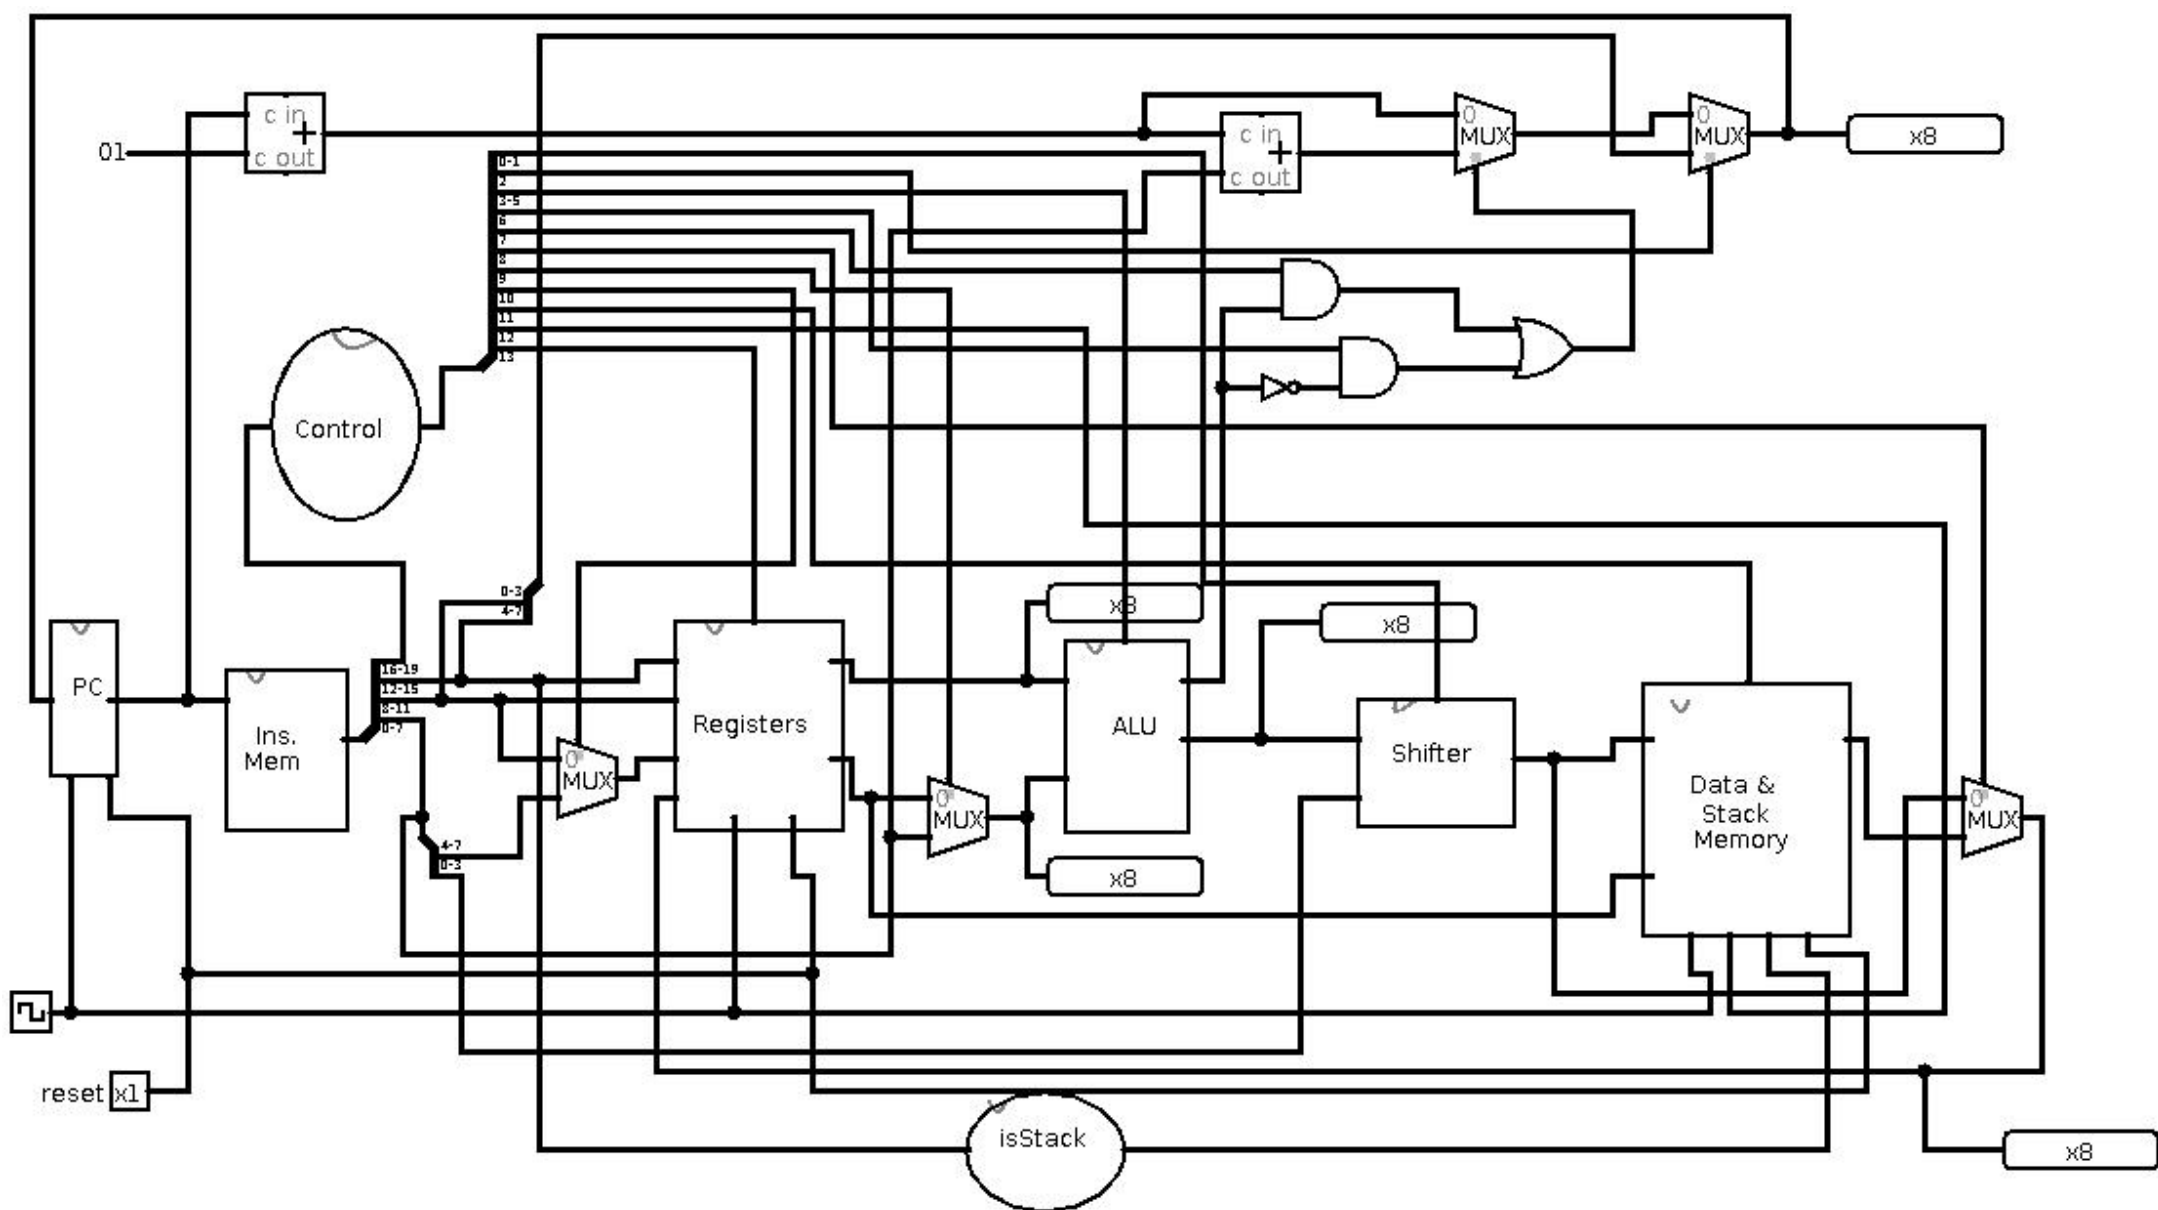 x8
c in
+
c out
01
0
MUX
0
MUX
c in
+
c out
0-1
2
3-5
6
7
8
9
10
11
12
13
Control
0-3
4-7
x8
x8
PC
Ins.
Mem
16-19
12-15
8-11
0-7
0
MUX
4-7
0-3
Registers
0
MUX
x8
ALU
Shifter
Data &
Stack
Memory
0
MUX
reset x1
isStack
x8